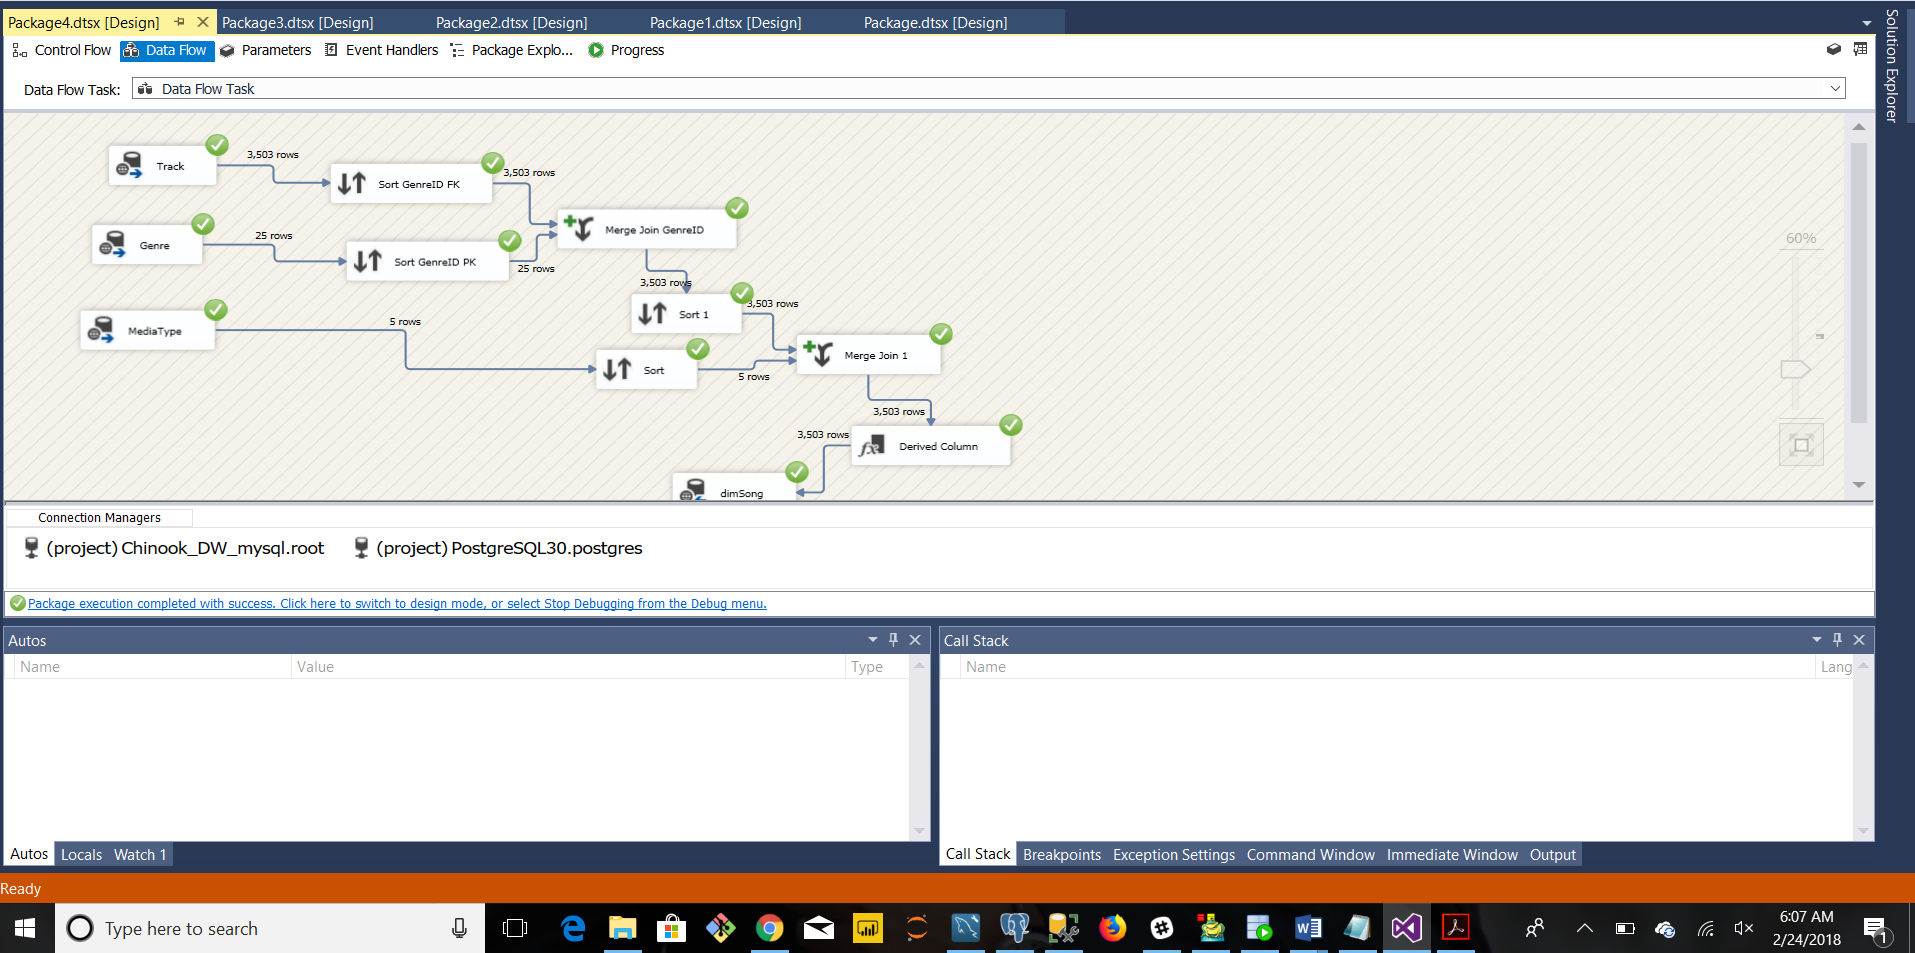 Package4.dtsx [Design]
Package3.dtsx [Design]
Package2.dtsx [Design]
Package1.dtsx [Design]
Package.dtsx [Design]
Solution Explorer
Control Flow
Data Flow
Parameters
Event Handlers
Package Explo...
Progress
Data Flow Task:
Data Flow Task
Track
3,503 rows
Sort GenreID FK
3,503 rows
Genre
25 rows
Sort GenreID PK
25 rows
Merge Join GenreID
3,503 rows
MediaType
5 rows
Sort 1
3,503 rows
Sort
5 rows
Merge Join 1
3,503 rows
Derived Column
3,503 rows
dimSong
60%
Connection Managers
(project) Chinook_DW_mysql.root
(project) PostgreSQL30.postgres
Package execution completed with success. Click here to switch to design mode, or select Stop Debugging from the Debug menu.
Autos
Name
Value
Type
Autos
Locals
Watch 1
Call Stack
Name
Lang
Call Stack
Breakpoints
Exception Settings
Command Window
Immediate Window
Output
Ready
Type here to search
6:07 AM
2/24/2018
1